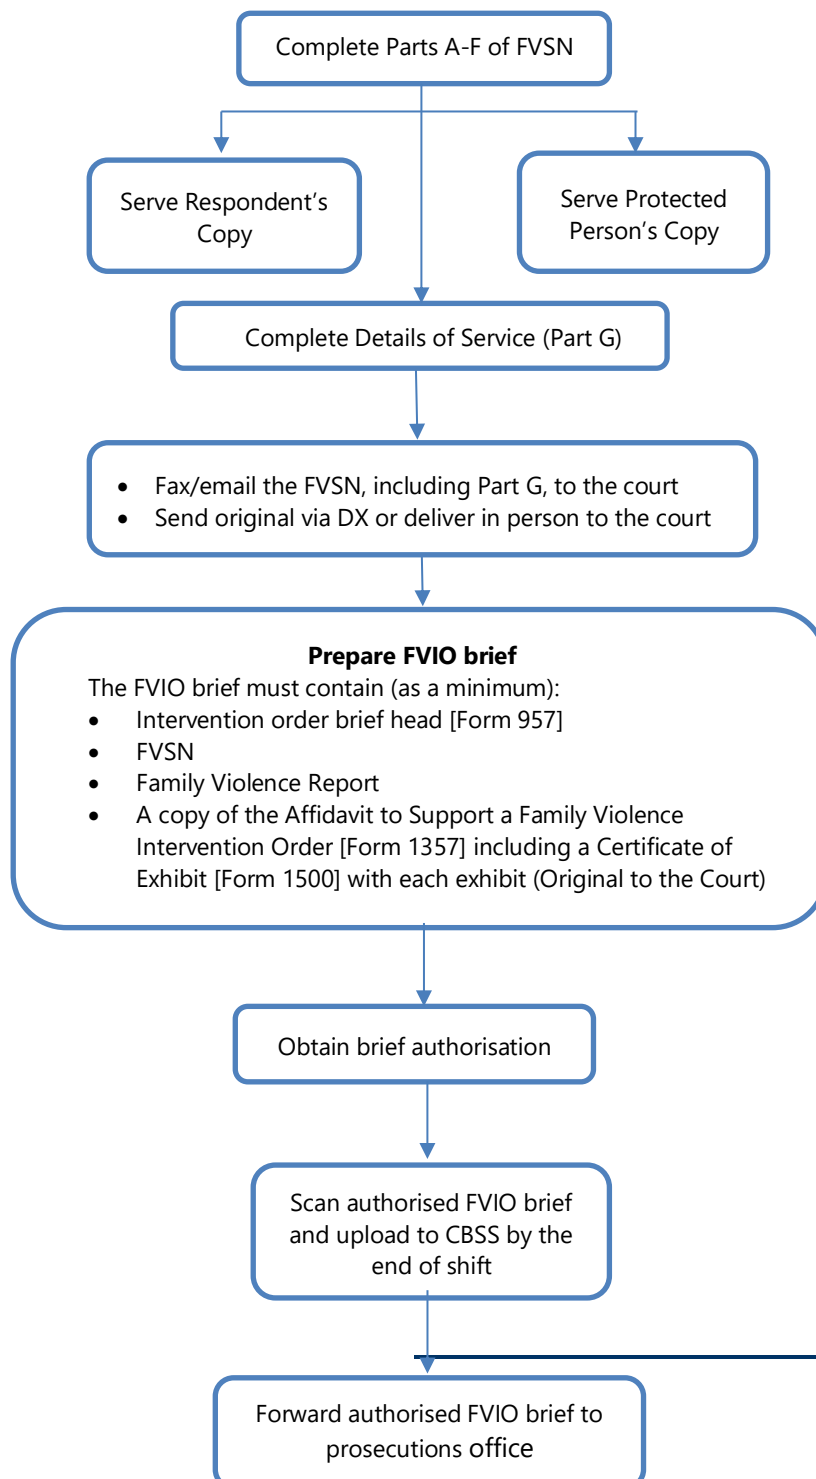 Complete Parts A-F of FVSN
Serve Respondent's
Copy
Serve Protected
Person's Copy
Complete Details of Service (Part G)
• Fax/email the FVSN, including Part G, to the court
• Send original via DX or deliver in person to the court
Prepare FVIO brief
The FVIO brief must contain (as a minimum):
• Intervention order brief head [Form 957]
• FVSN
• Family Violence Report
• A copy of the Affidavit to Support a Family Violence
Intervention Order [Form 1357] including a Certificate of
Exhibit [Form 1500] with each exhibit (Original to the Court)
Obtain brief authorisation
Scan authorised FVIO brief
and upload to CBSS by the
end of shift
Forward authorised FVIO brief to
prosecutions office